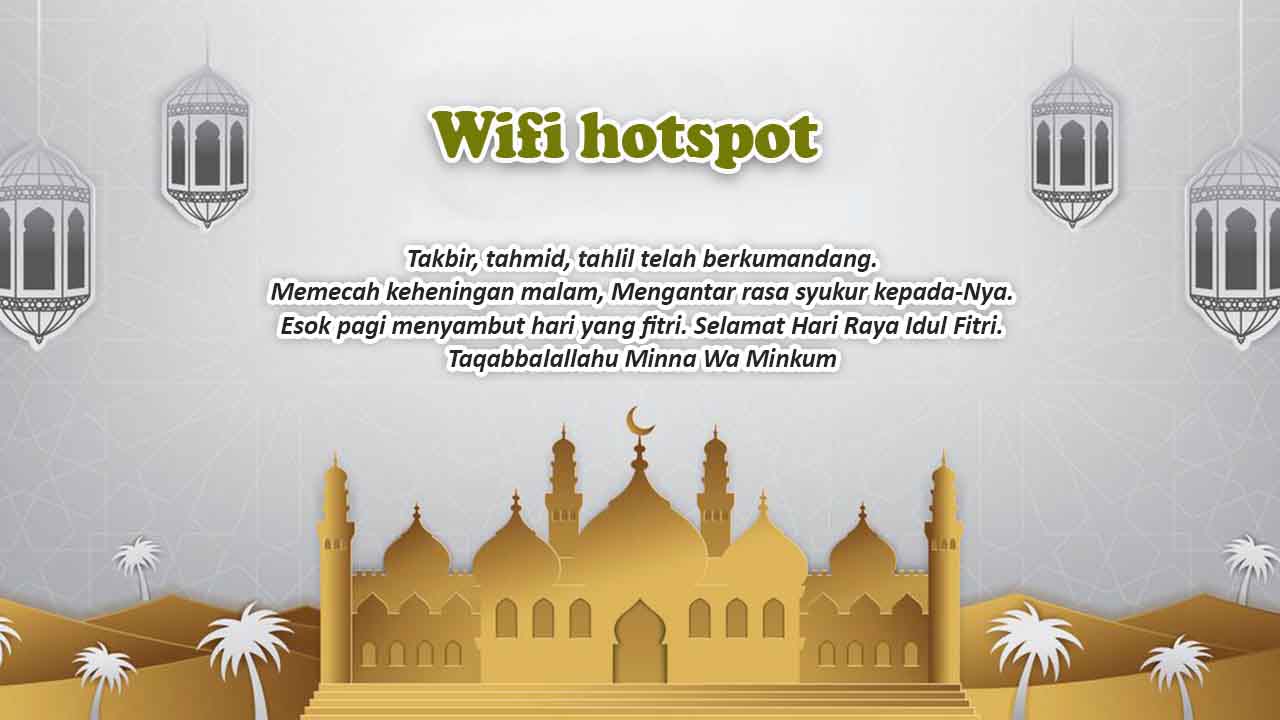 Wifi hotspot
Takbir, tahmid, tahlil telah berkumandang.
Memecah keheningan malam, Mengantar rasa syukur kepada-Nya.
Esok pagi menyambut hari yang fitri. Selamat Hari Raya Idul Fitri.
Taqabbalallahu Minna Wa Minkum